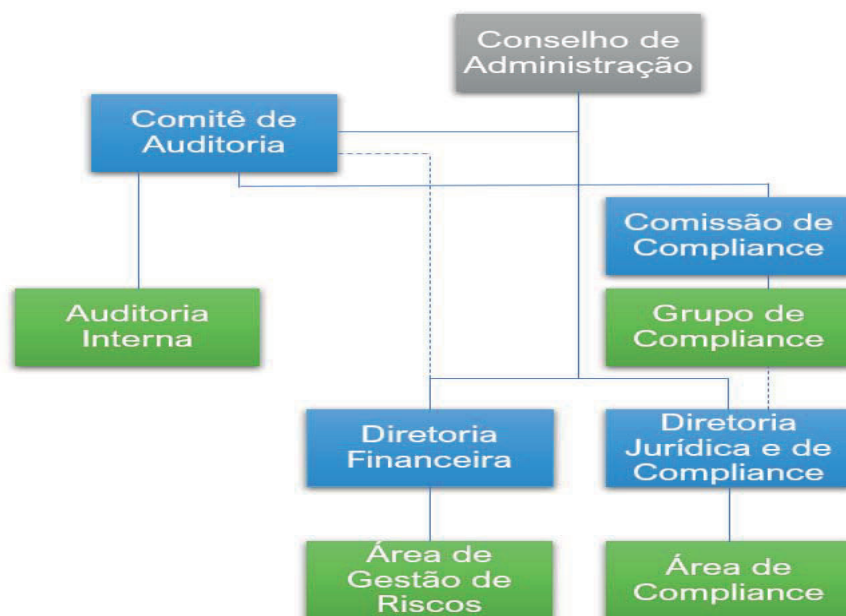 Conselho de
Administração
Comitê de
Auditoria
Comissão de
Compliance
Auditoria
Interna
Grupo de
Compliance
Diretoria
Financeira
Diretoria
Jurídica e de
Compliance
Área de
Gestão de
Riscos
Área de
Compliance